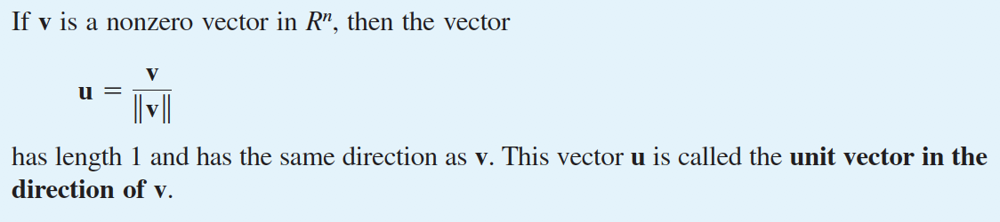 If v is a nonzero vector in Rⁿ, then the vector
u = v / ‖v‖
has length 1 and has the same direction as v. This vector u is called the unit vector in the
direction of v.